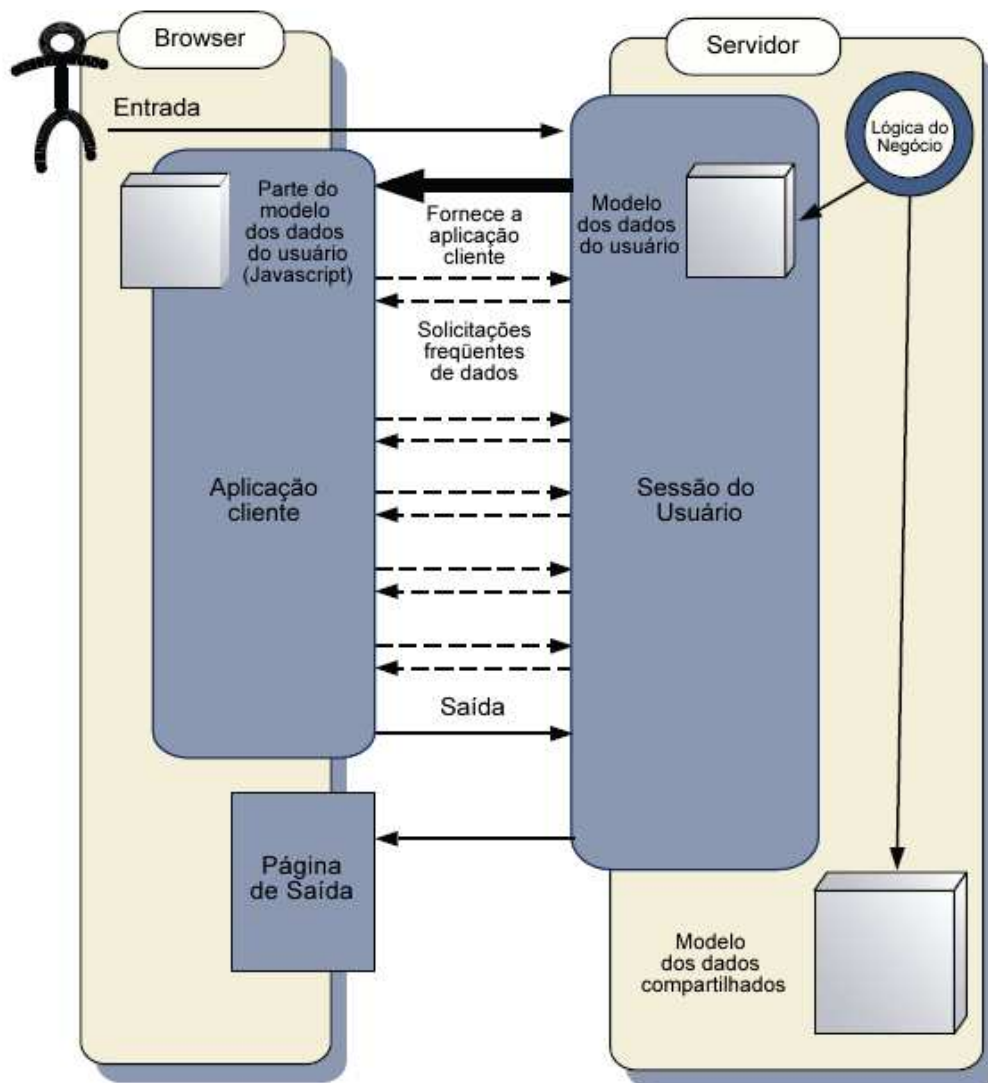 Browser
Servidor
Entrada
Lógica do
Negócio
Parte do
modelo
dos dados
do usuário
(Javascript)
Fornece a
aplicação
cliente
Modelo
dos dados
do usuário
Solicitações
freqüentes
de dados
Aplicação
cliente
Sessão do
Usuário
Saída
Página
de Saída
Modelo
dos dados
compartilhados